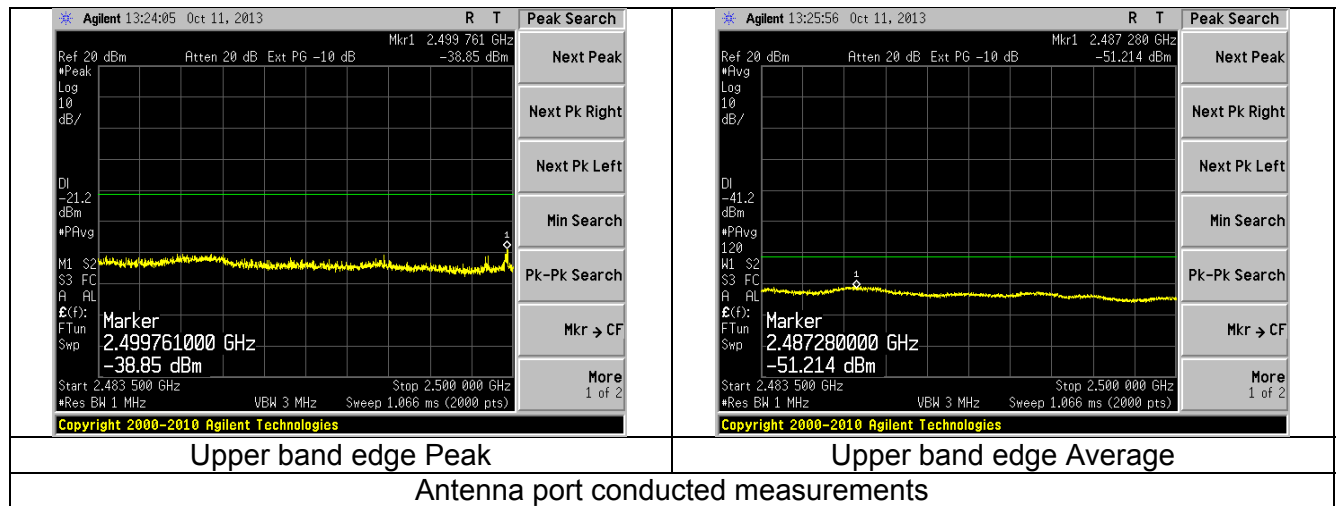 Agilent 13:24:05 Oct 11, 2013 R T Peak Search
Mkr1 2.499 761 GHz
Ref 20 dBm Atten 20 dB Ext PG -10 dB -38.85 dBm
#Peak
Log
10
dB/
DI
-21.2
dBm
#PAvg
1
M1 S2
S3 FC
A AL
£(f):
FTun
Swp
Marker
2.499761000 GHz
-38.85 dBm
Start 2.483 500 GHz Stop 2.500 000 GHz
#Res BW 1 MHz VBW 3 MHz Sweep 1.066 ms (2000 pts)
Copyright 2000-2010 Agilent Technologies
Next Peak
Next Pk Right
Next Pk Left
Min Search
Pk-Pk Search
Mkr → CF
More
1 of 2
Upper band edge Peak
Agilent 13:25:56 Oct 11, 2013 R T Peak Search
Mkr1 2.487 280 GHz
Ref 20 dBm Atten 20 dB Ext PG -10 dB -51.214 dBm
#Avg
Log
10
dB/
DI
-41.2
dBm
#PAvg
120
W1 S2
S3 FC
A AL
1
£(f):
FTun
Swp
Marker
2.487280000 GHz
-51.214 dBm
Start 2.483 500 GHz Stop 2.500 000 GHz
#Res BW 1 MHz VBW 3 MHz Sweep 1.066 ms (2000 pts)
Copyright 2000-2010 Agilent Technologies
Next Peak
Next Pk Right
Next Pk Left
Min Search
Pk-Pk Search
Mkr → CF
More
1 of 2
Upper band edge Average
Antenna port conducted measurements